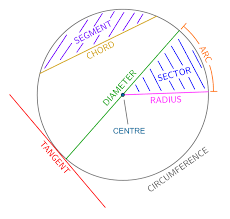 SEGMENT
CHORD
ARC
DIAMETER
SECTOR
RADIUS
CENTRE
TANGENT
CIRCUMFERENCE